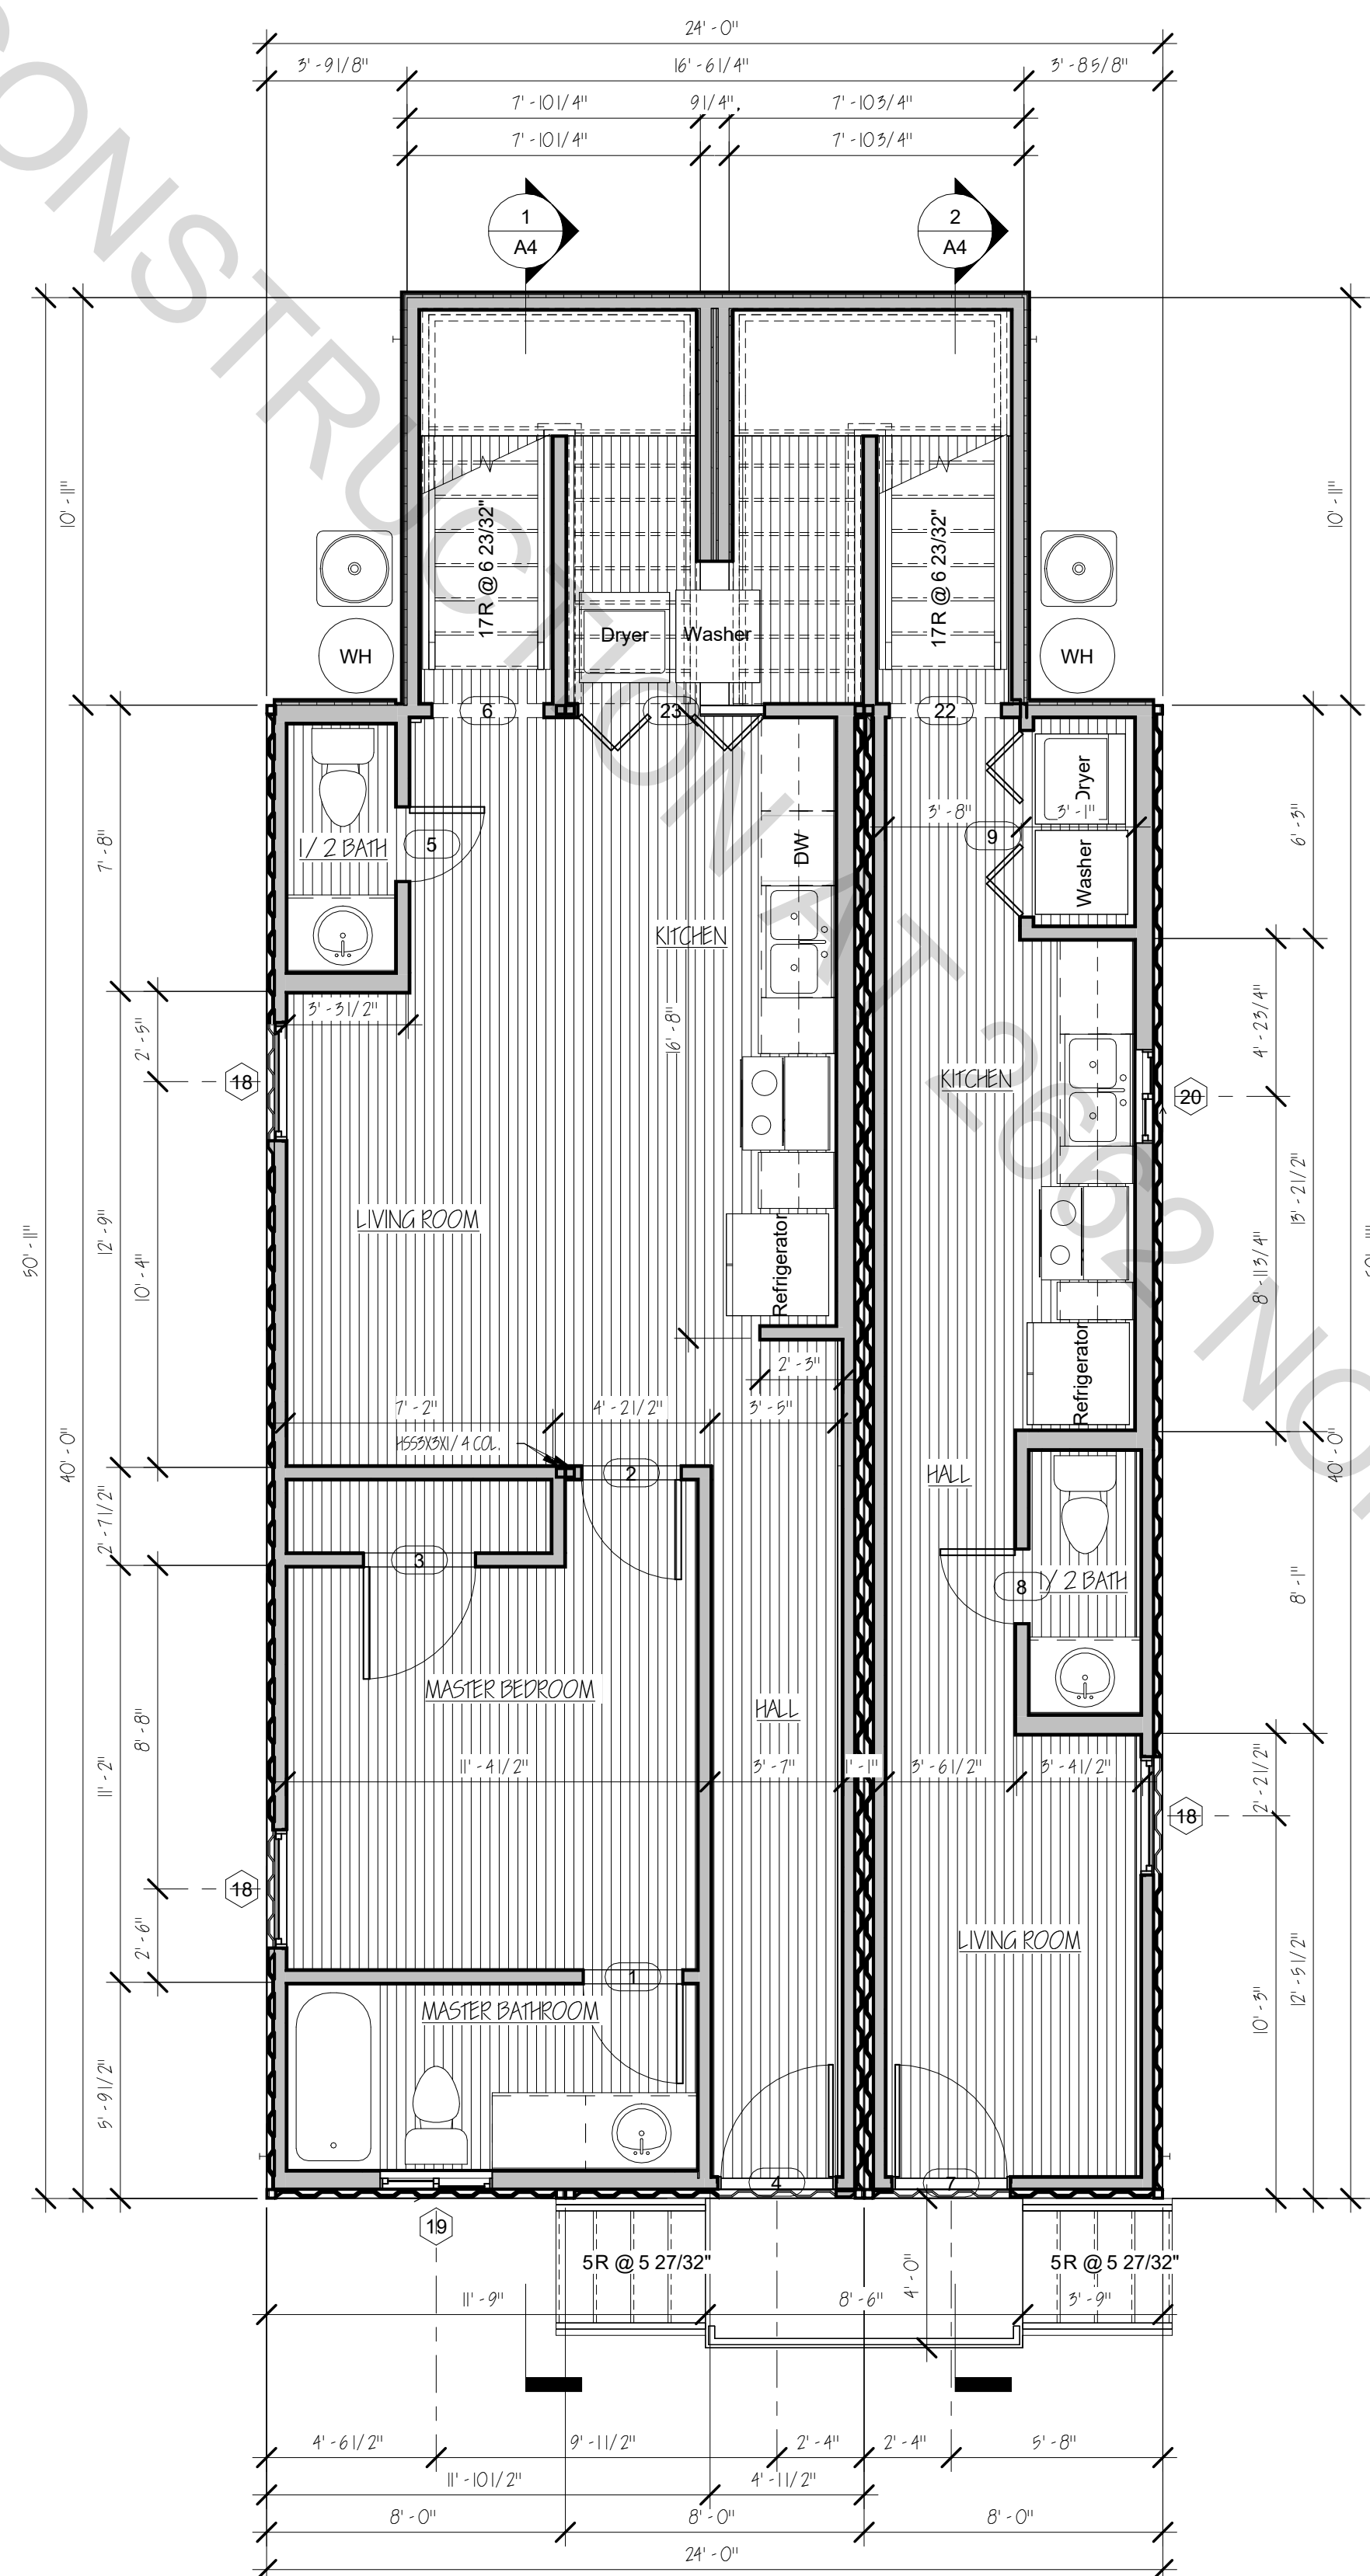 24' - 0"
3' - 9 1/8"
16' - 6 1/4"
3' - 8 5/8"
7' - 10 1/4"
9 1/4"
7' - 10 3/4"
7' - 10 1/4"
7' - 10 3/4"
1
A4
2
A4
CONSTRUCTION AT 2662 NO
10' - 11"
10' - 11"
17R @ 6 23/32"
17R @ 6 23/32"
WH
Dryer
Washer
WH
6
23
22
7' - 8"
1/2 BATH
5
DW
3' - 8"
9
3' - 1"
Dryer
Washer
6' - 3"
KITCHEN
3' - 3 1/2"
2' - 5"
18
16' - 8"
KITCHEN
4' - 2 3/4"
20
13' - 2 1/2"
50' - 11"
12' - 9"
10' - 4"
LIVING ROOM
Refrigerator
8' - 11 3/4"
Refrigerator
2' - 3"
7' - 2"
4' - 2 1/2"
3' - 5"
HSS3X3X1/4 COL.
40' - 0"
40' - 0"
2
HALL
2' - 7 1/2"
3
8
1/2 BATH
8' - 1"
MASTER BEDROOM
HALL
8' - 8"
11' - 2"
11' - 4 1/2"
3' - 7"
1' - 1"
3' - 6 1/2"
3' - 4 1/2"
2' - 2 1/2"
18
18
2' - 6"
LIVING ROOM
1
MASTER BATHROOM
10' - 3"
12' - 5 1/2"
5' - 9 1/2"
4
7
19
5R @ 5 27/32"
5R @ 5 27/32"
11' - 9"
8' - 6"
4' - 0"
3' - 9"
4' - 6 1/2"
9' - 1 1/2"
2' - 4"
2' - 4"
5' - 8"
11' - 10 1/2"
4' - 1 1/2"
8' - 0"
8' - 0"
8' - 0"
24' - 0"